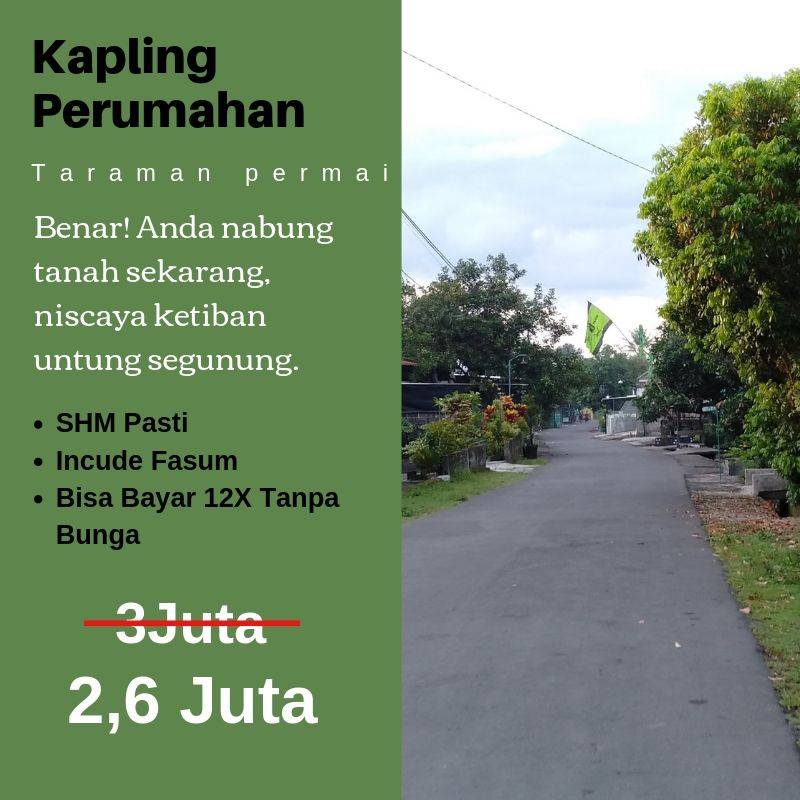 Kapling
Perumahan
Taraman permai
Benar! Anda nabung
tanah sekarang,
niscaya ketiban
untung segunung.
• SHM Pasti
• Incude Fasum
• Bisa Bayar 12X Tanpa
Bunga
3Juta
2,6 Juta